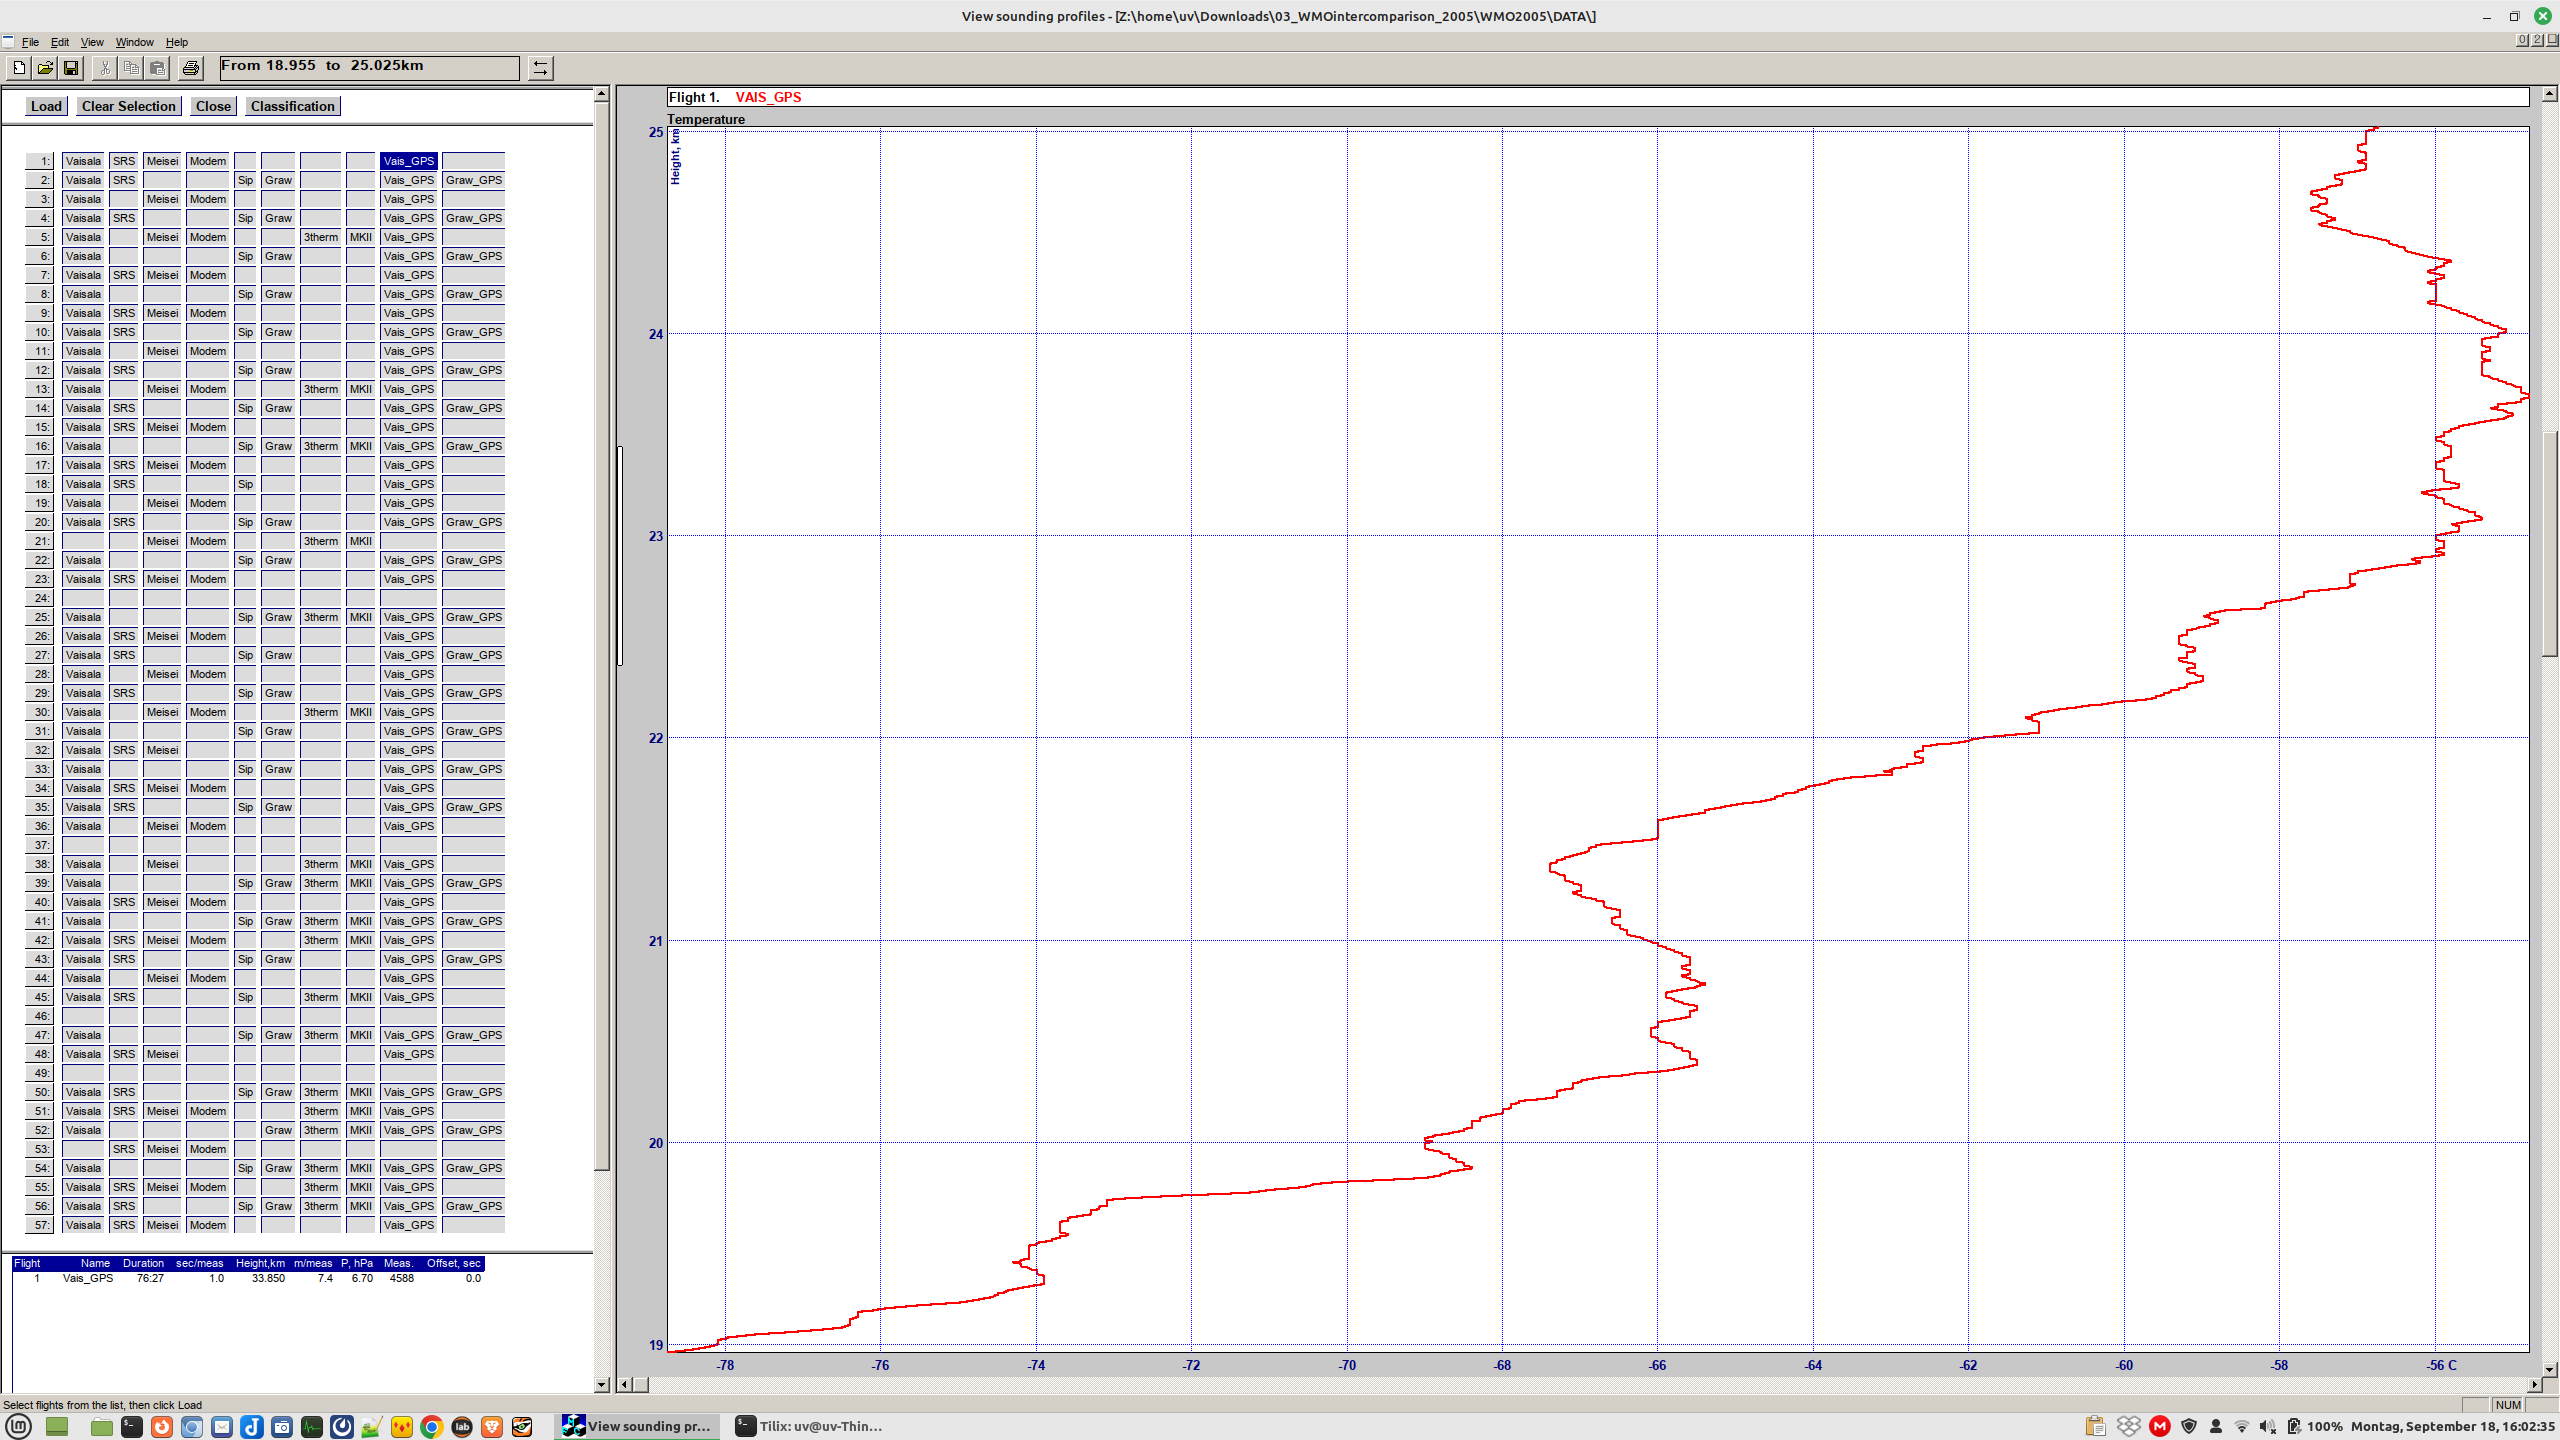 View sounding profiles - [Z:\home\uv\Downloads\03_WMOintercomparison_2005\WMO2005\DATA\]
File Edit View Window Help
From 18.955 to 25.025km
Load Clear Selection Close Classification
1: Vaisala SRS Meisei Modem Vais_GPS
2: Vaisala SRS Sip Graw Vais_GPS Graw_GPS
3: Vaisala Meisei Modem Vais_GPS
4: Vaisala SRS Sip Graw Vais_GPS Graw_GPS
5: Vaisala Meisei Modem 3therm MKII Vais_GPS
6: Vaisala Sip Graw Vais_GPS Graw_GPS
7: Vaisala SRS Meisei Modem Vais_GPS
8: Vaisala Sip Graw Vais_GPS Graw_GPS
9: Vaisala SRS Meisei Modem Vais_GPS
10: Vaisala SRS Sip Graw Vais_GPS Graw_GPS
11: Vaisala Meisei Modem Vais_GPS
12: Vaisala SRS Sip Graw Vais_GPS Graw_GPS
13: Vaisala Meisei Modem 3therm MKII Vais_GPS
14: Vaisala SRS Sip Graw Vais_GPS Graw_GPS
15: Vaisala SRS Meisei Modem Vais_GPS
16: Vaisala Sip Graw 3therm MKII Vais_GPS Graw_GPS
17: Vaisala SRS Meisei Modem Vais_GPS
18: Vaisala SRS Sip Vais_GPS
19: Vaisala Meisei Modem Vais_GPS
20: Vaisala SRS Sip Graw Vais_GPS Graw_GPS
21: Meisei Modem 3therm MKII
22: Vaisala Sip Graw Vais_GPS Graw_GPS
23: Vaisala SRS Meisei Modem Vais_GPS
24:
25: Vaisala Sip Graw 3therm MKII Vais_GPS Graw_GPS
26: Vaisala SRS Meisei Modem Vais_GPS
27: Vaisala SRS Sip Graw Vais_GPS Graw_GPS
28: Vaisala Meisei Modem Vais_GPS
29: Vaisala SRS Sip Graw Vais_GPS Graw_GPS
30: Vaisala Meisei Modem 3therm MKII Vais_GPS
31: Vaisala Sip Graw Vais_GPS Graw_GPS
32: Vaisala SRS Meisei Vais_GPS
33: Vaisala Sip Graw Vais_GPS Graw_GPS
34: Vaisala SRS Meisei Modem Vais_GPS
35: Vaisala SRS Sip Graw Vais_GPS Graw_GPS
36: Vaisala Meisei Modem Vais_GPS
37:
38: Vaisala Meisei 3therm MKII Vais_GPS
39: Vaisala Sip Graw 3therm MKII Vais_GPS Graw_GPS
40: Vaisala SRS Meisei Modem Vais_GPS
41: Vaisala Sip Graw 3therm MKII Vais_GPS Graw_GPS
42: Vaisala SRS Meisei Modem 3therm MKII Vais_GPS
43: Vaisala SRS Sip Graw Vais_GPS Graw_GPS
44: Vaisala Meisei Modem Vais_GPS
45: Vaisala SRS Sip 3therm MKII Vais_GPS
46:
47: Vaisala Sip Graw 3therm MKII Vais_GPS Graw_GPS
48: Vaisala SRS Meisei Vais_GPS
49:
50: Vaisala SRS Sip Graw 3therm MKII Vais_GPS Graw_GPS
51: Vaisala SRS Meisei Modem 3therm MKII Vais_GPS
52: Vaisala Graw 3therm MKII Vais_GPS Graw_GPS
53: SRS Meisei Modem
54: Vaisala Sip Graw 3therm MKII Vais_GPS Graw_GPS
55: Vaisala SRS Meisei Modem 3therm MKII Vais_GPS
56: Vaisala SRS Sip Graw 3therm MKII Vais_GPS Graw_GPS
57: Vaisala SRS Meisei Modem Vais_GPS
Flight Name Duration sec/meas Height,km m/meas P, hPa Meas. Offset, sec
1 Vais_GPS 76:27 1.0 33.850 7.4 6.70 4588 0.0
Flight 1. VAIS_GPS
Temperature
Height, km
25
24
23
22
21
20
19
-78 -76 -74 -72 -70 -68 -66 -64 -62 -60 -58 -56 C
Select flights from the list, then click Load
NUM
lab
View sounding pr...
Tilix: uv@uv-Thin...
100% Montag, September 18, 16:02:35